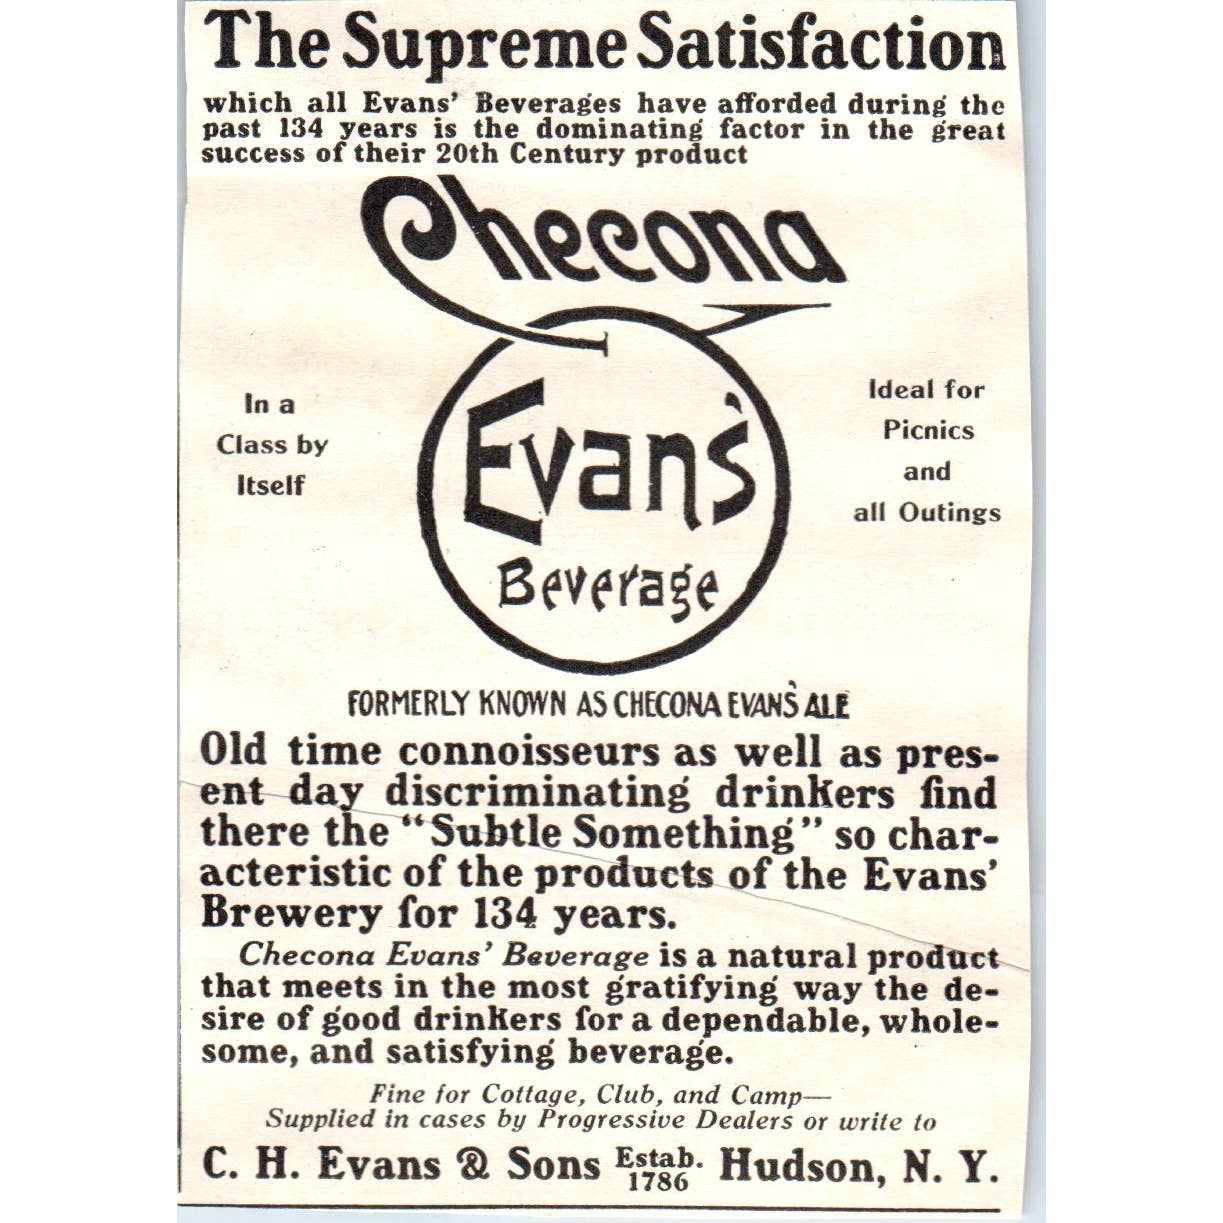 The Supreme Satisfaction
which all Evans' Beverages have afforded during the
past 134 years is the dominating factor in the great
success of their 20th Century product
Checona
In a
Class by
Itself
Evans'
Beverage
Ideal for
Picnics
and
all Outings
FORMERLY KNOWN AS CHECONA EVANS' ALE
Old time connoisseurs as well as pres-
ent day discriminating drinkers find
there the "Subtle Something" so char-
acteristic of the products of the Evans'
Brewery for 134 years.
Checona Evans' Beverage is a natural product
that meets in the most gratifying way the de-
sire of good drinkers for a dependable, whole-
some, and satisfying beverage.
Fine for Cottage, Club, and Camp—
Supplied in cases by Progressive Dealers or write to
C. H. Evans & Sons Estab. 1786 Hudson, N. Y.